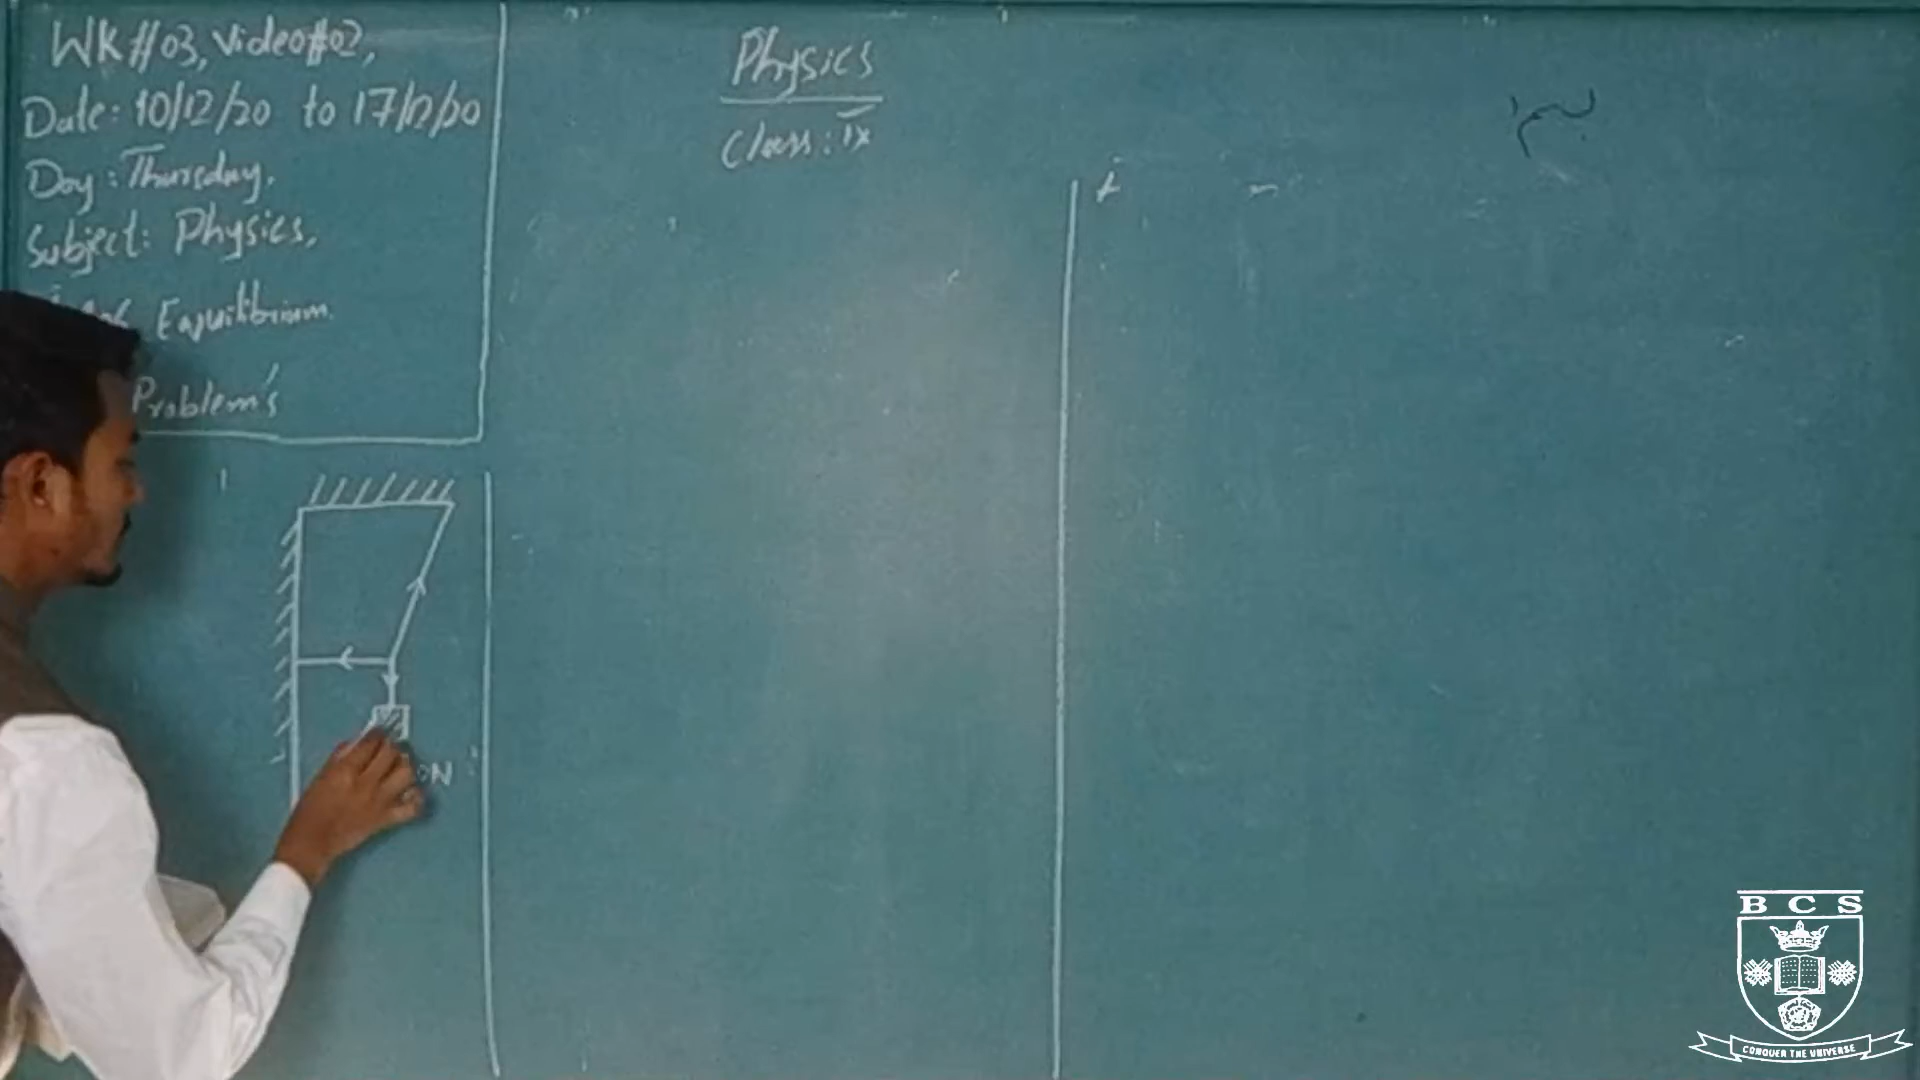 WK#03, Video#02,
Date: 10/12/20 to 17/12/20
Day: Thursday.
Subject: Physics,
Equilibrium.
Problem's
Physics
Class: IX
+ -
0N
B C S
CONQUER THE UNIVERSE